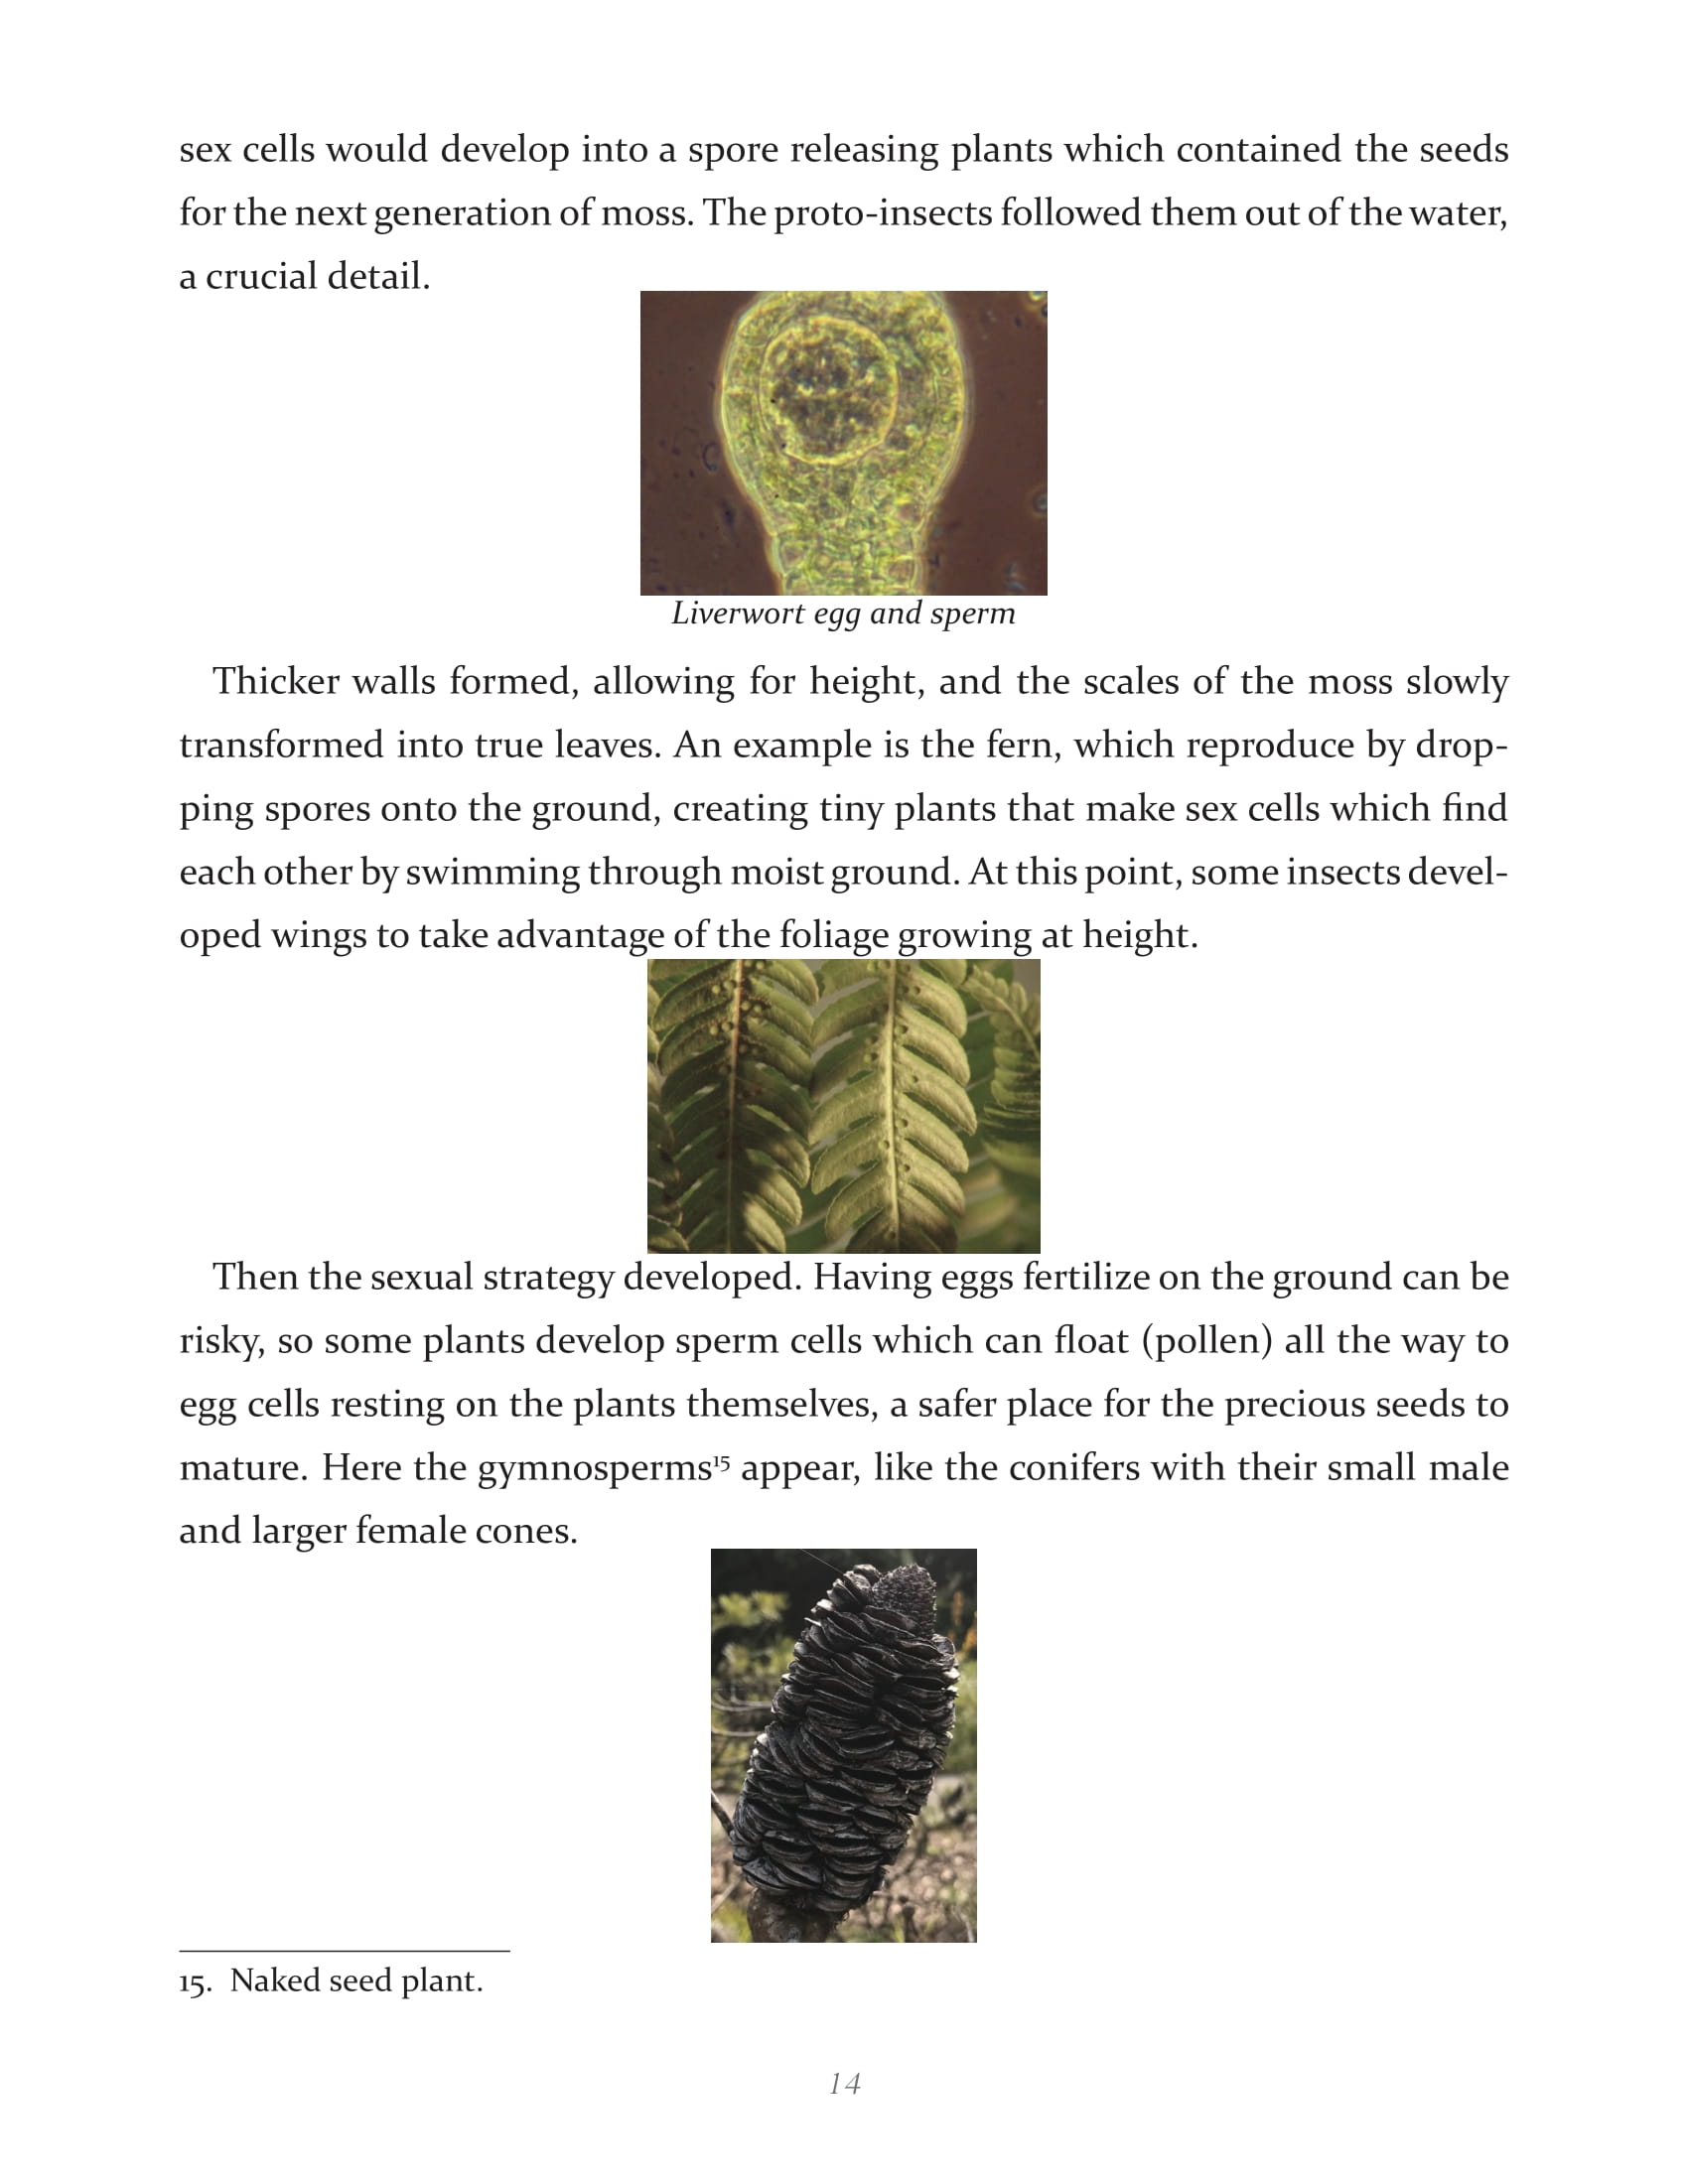 sex cells would develop into a spore releasing plants which contained the seeds
for the next generation of moss. The proto-insects followed them out of the water,
a crucial detail.
Liverwort egg and sperm
Thicker walls formed, allowing for height, and the scales of the moss slowly
transformed into true leaves. An example is the fern, which reproduce by drop-
ping spores onto the ground, creating tiny plants that make sex cells which find
each other by swimming through moist ground. At this point, some insects devel-
oped wings to take advantage of the foliage growing at height.
Then the sexual strategy developed. Having eggs fertilize on the ground can be
risky, so some plants develop sperm cells which can float (pollen) all the way to
egg cells resting on the plants themselves, a safer place for the precious seeds to
mature. Here the gymnosperms¹⁵ appear, like the conifers with their small male
and larger female cones.
15. Naked seed plant.
14